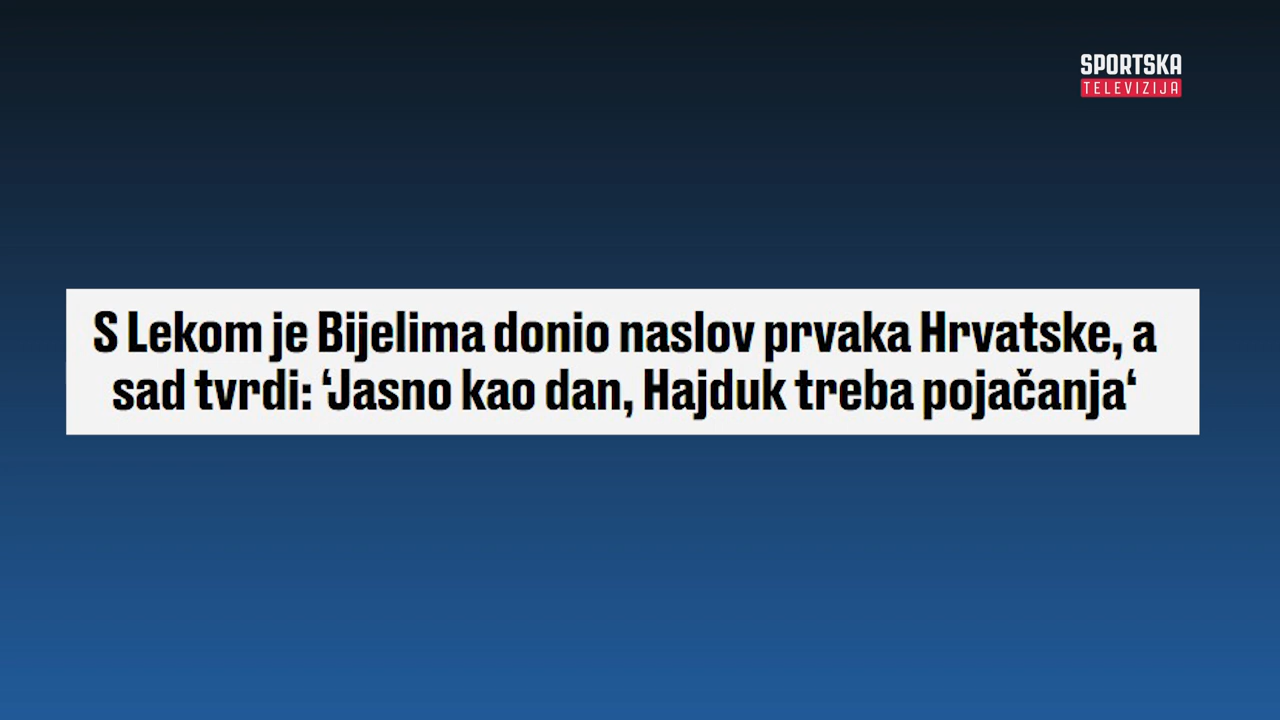 SPORTSKA
TELEVIZIJA
S Lekom je Bijelima donio naslov prvaka Hrvatske, a
sad tvrdi: ‘Jasno kao dan, Hajduk treba pojačanja‘